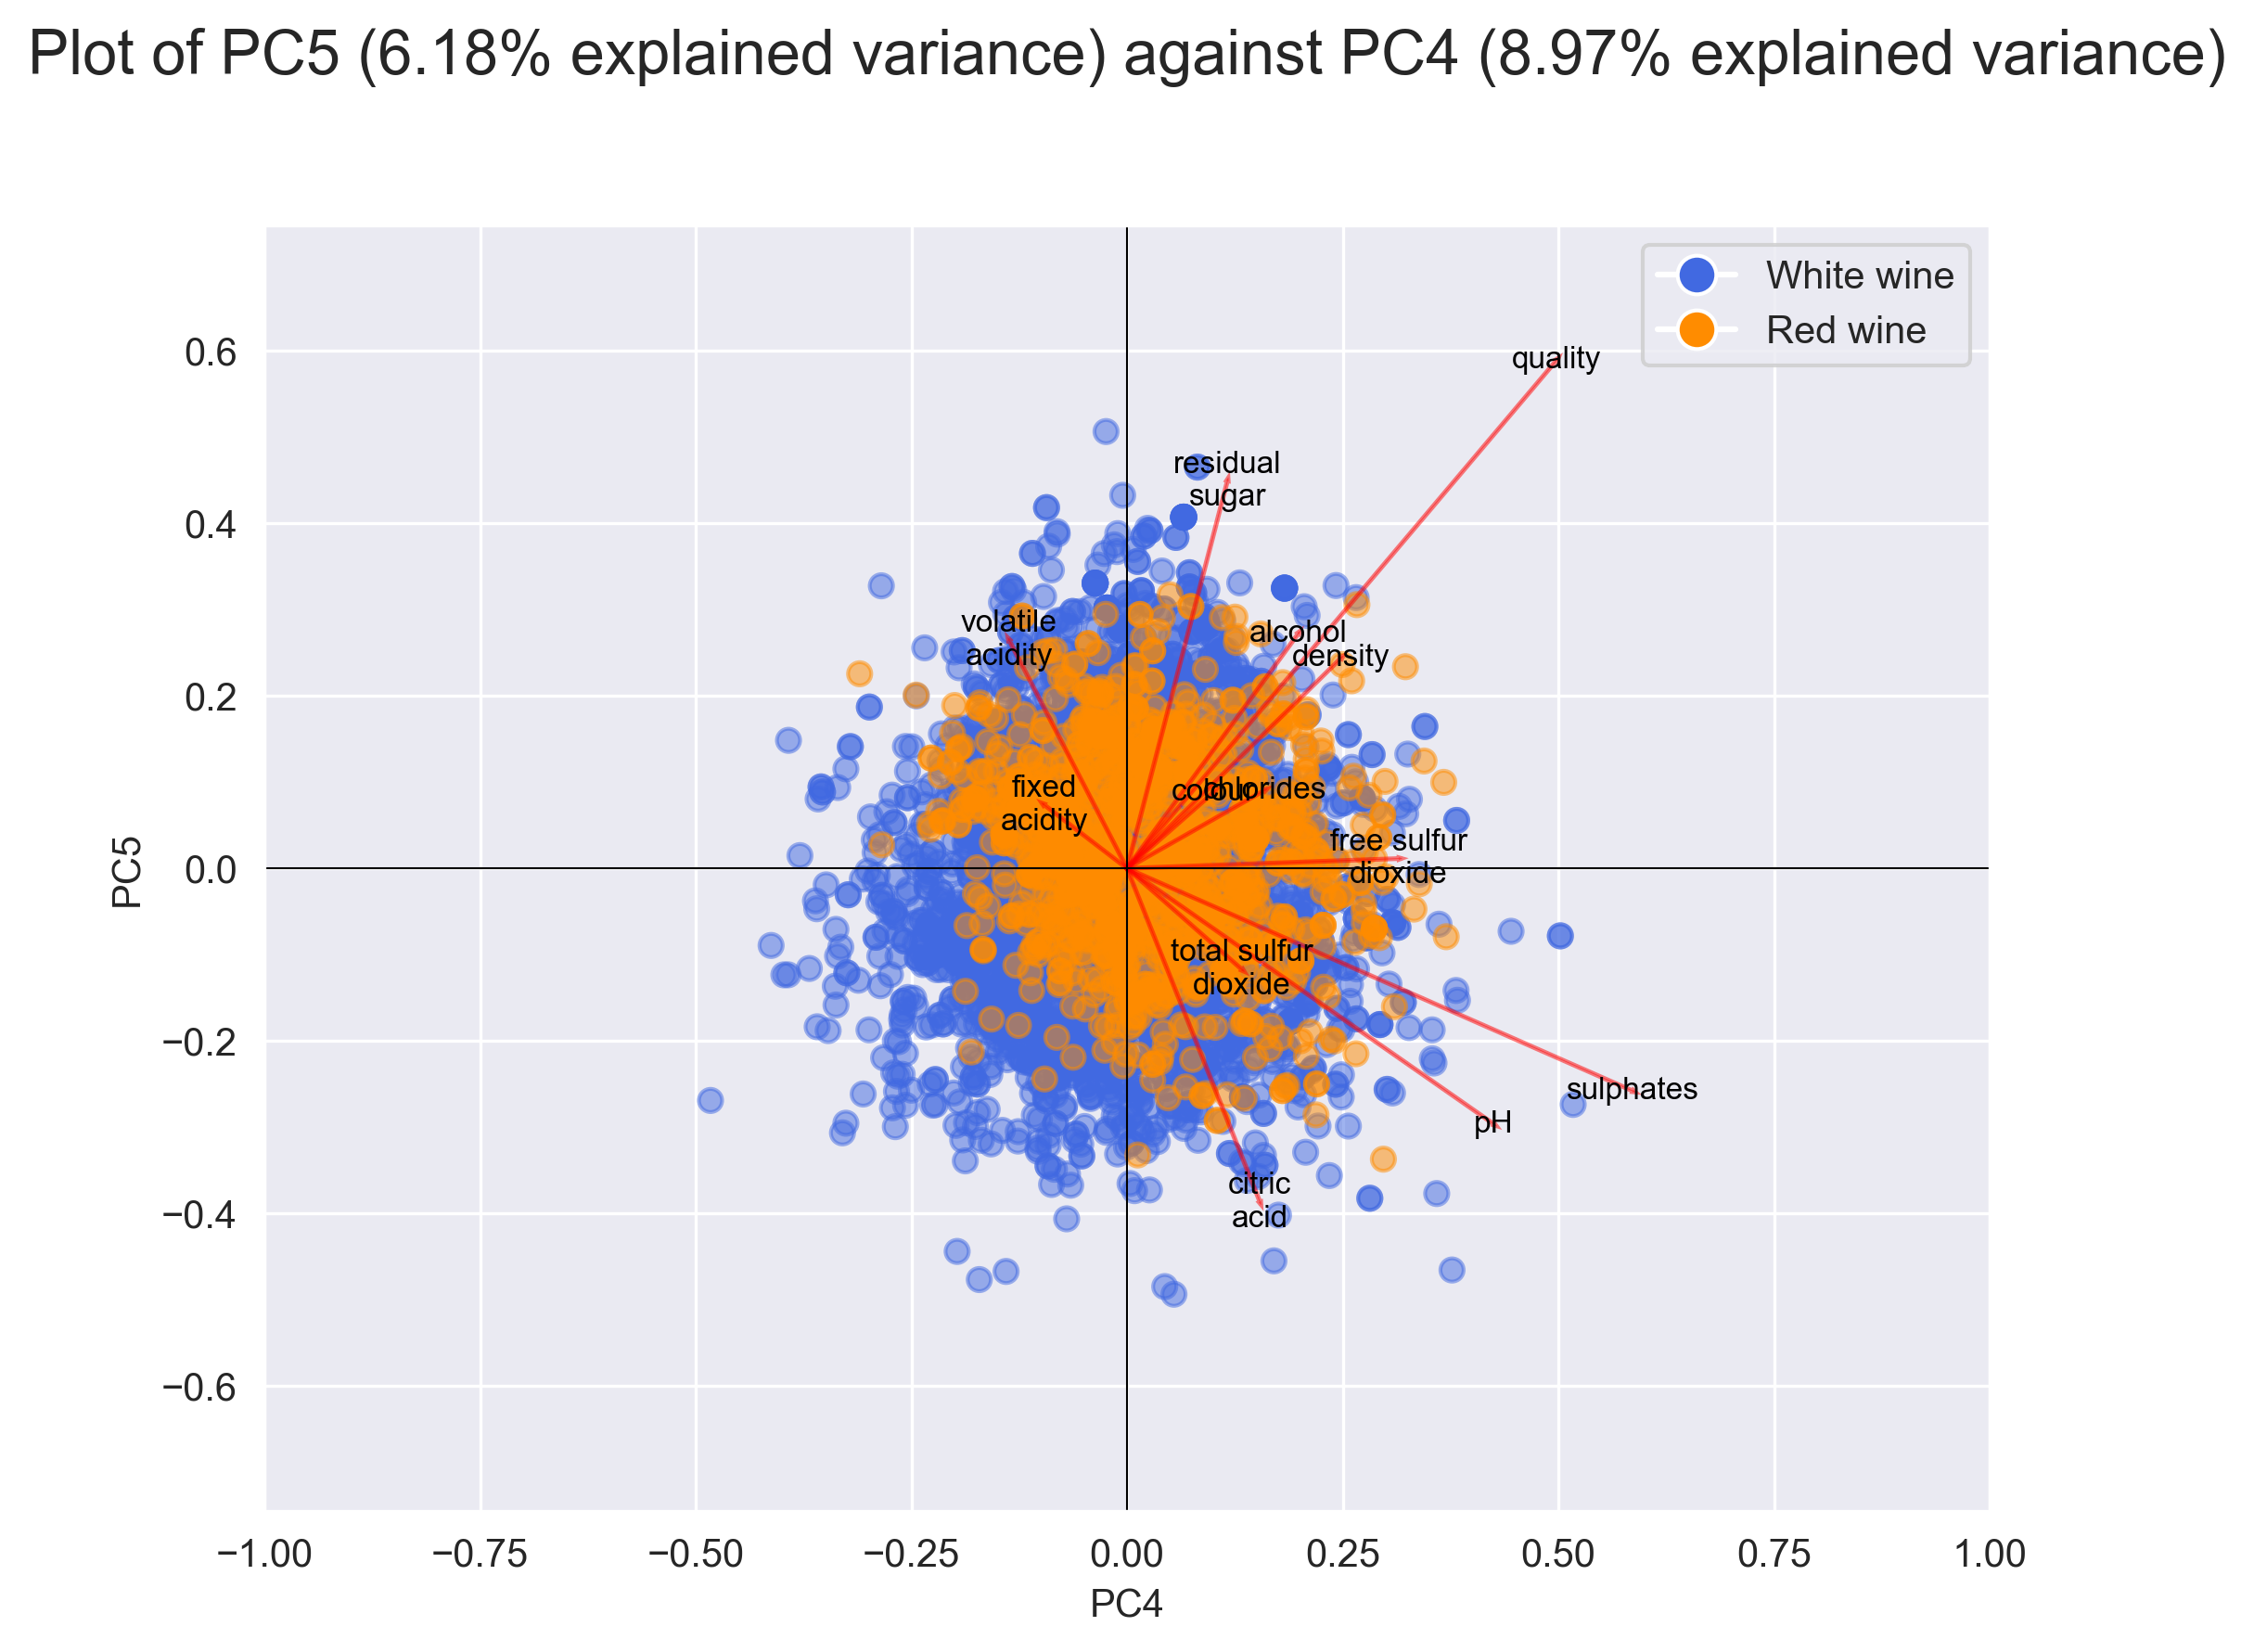 Plot of PC5 (6.18% explained variance) against PC4 (8.97% explained variance)
White wine
Red wine
quality
residual
sugar
volatile
acidity
alcohol
density
fixed
acidity
colour
chlorides
free sulfur
dioxide
total sulfur
dioxide
sulphates
pH
citric
acid
0.6
0.4
0.2
0.0
−0.2
−0.4
−0.6
PC5
−1.00 −0.75 −0.50 −0.25 0.00 0.25 0.50 0.75 1.00
PC4